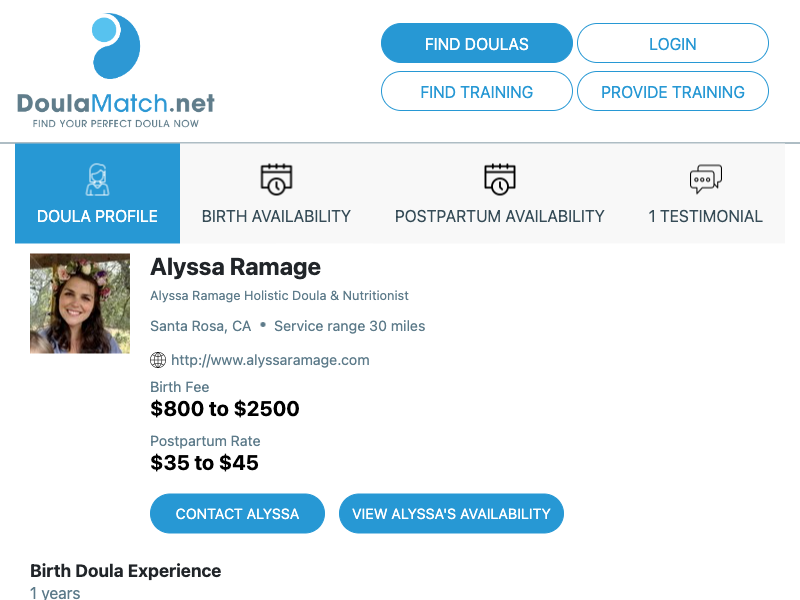 DoulaMatch.net
FIND YOUR PERFECT DOULA NOW
FIND DOULAS
LOGIN
FIND TRAINING
PROVIDE TRAINING
DOULA PROFILE
BIRTH AVAILABILITY
POSTPARTUM AVAILABILITY
1 TESTIMONIAL
Alyssa Ramage
Alyssa Ramage Holistic Doula & Nutritionist
Santa Rosa, CA • Service range 30 miles
http://www.alyssaramage.com
Birth Fee
$800 to $2500
Postpartum Rate
$35 to $45
CONTACT ALYSSA
VIEW ALYSSA'S AVAILABILITY
Birth Doula Experience
1 years